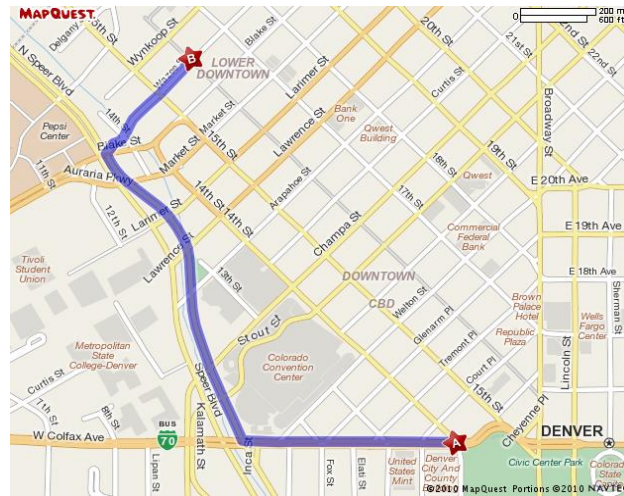 MAPQUEST
200 m
0
600 ft
Delgany St
15th St
Wynkoop St
Blake St
20th St
22nd St
21st St
22nd St
N Speer Blvd
B
LOWER
DOWNTOWN
Larimer St
Curtis St
Broadway St
14th St
Market St
Lawrence St
Bank
One
Qwest
Building
Pepsi
Center
Blake St
Market St
15th St
18th St
19th St
11th St
Auraria Pkwy
Arapahoe St
Qwest
E 20th Ave
12th St
Larimer St
14th St
14th St
17th St
Commercial
Federal
Bank
E 19th Ave
Champa St
Lawrence St
Tivoli
Student
Union
13th St
DOWNTOWN
CBD
E 18th Ave
Welton St
Brown
Palace
Hotel
Sherman St
Stout St
Glenarm Pl
Republic
Plaza
Wells
Fargo
Center
Metropolitan
State
College-Denver
Colorado
Convention
Center
Tremont Pl
Lincoln St
Court Pl
Speer Blvd
Kalamath St
Curtis St
7th St
8th St
15th St
Cheyenne Pl
BUS
70
W Colfax Ave
Inca St
A
DENVER
Lipan St
Fox St
Elati St
United
States
Mint
Denver
City And
County
Civic Center Park
Colorado
State
©2010 MapQuest Portions ©2010 NAVTEQ